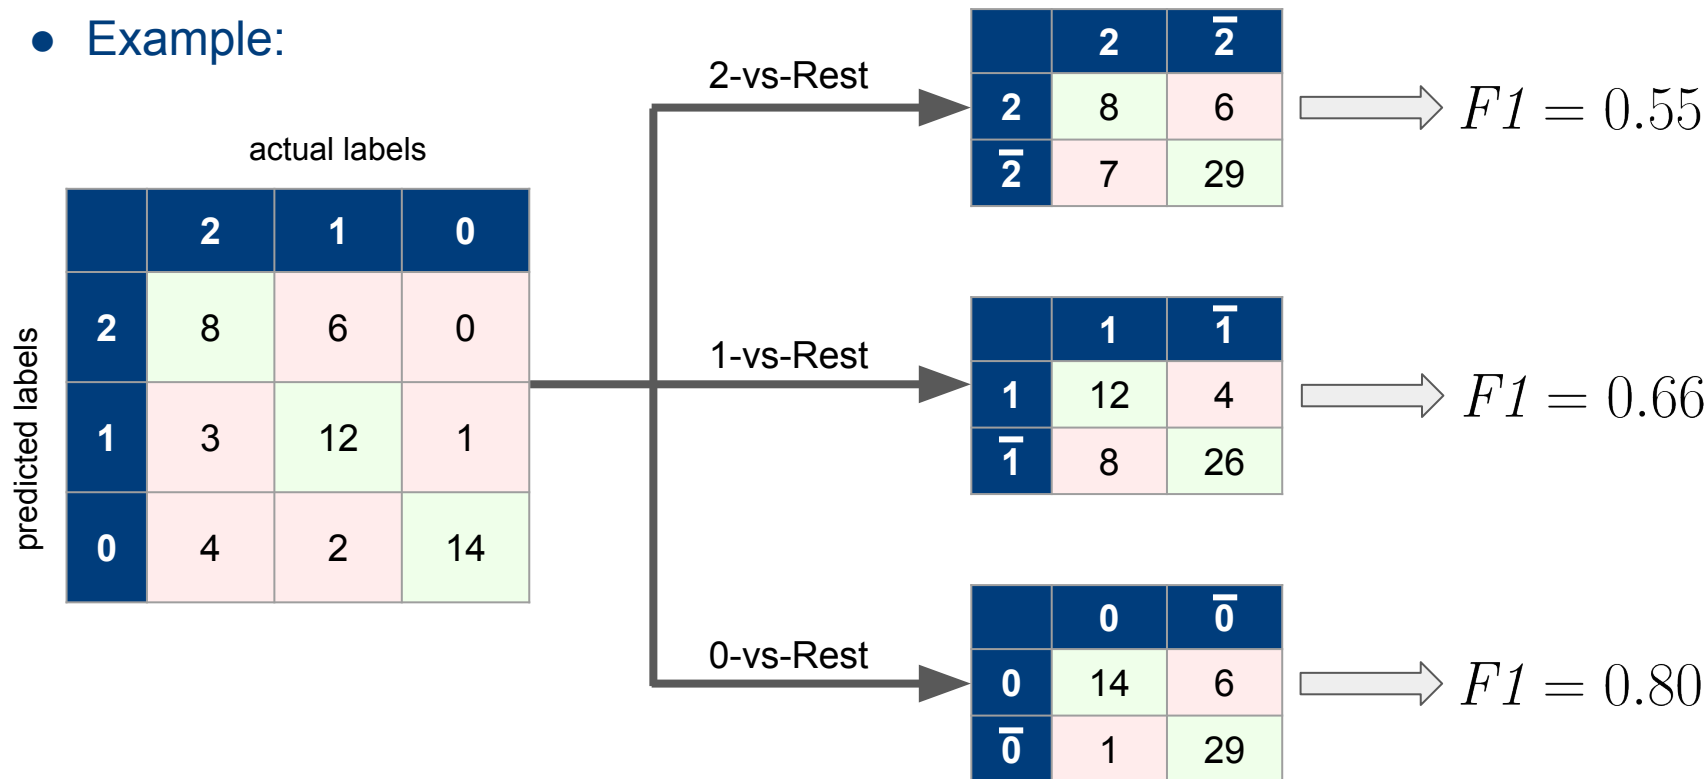 ● Example:
actual labels
predicted labels
2 1 0
2 8 6 0
1 3 12 1
0 4 2 14
2-vs-Rest
2 2̅
2 8 6
2̅ 7 29
F1 = 0.55
1-vs-Rest
1 1̅
1 12 4
1̅ 8 26
F1 = 0.66
0-vs-Rest
0 0̅
0 14 6
0̅ 1 29
F1 = 0.80